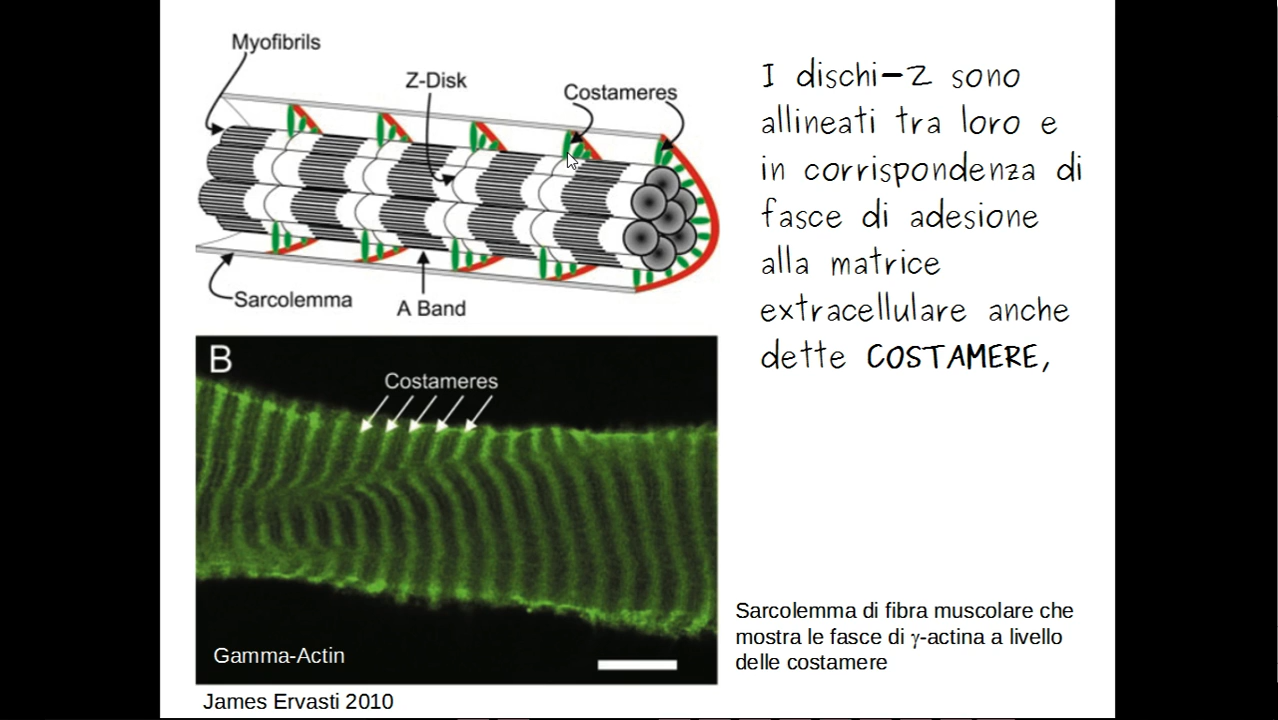 Myofibrils
Z-Disk
Costameres
Sarcolemma
A Band
I dischi-Z sono
allineati tra loro e
in corrispondenza di
fasce di adesione
alla matrice
extracellulare anche
dette COSTAMERE,
B
Costameres
Gamma-Actin
James Ervasti 2010
Sarcolemma di fibra muscolare che
mostra le fasce di γ-actina a livello
delle costamere